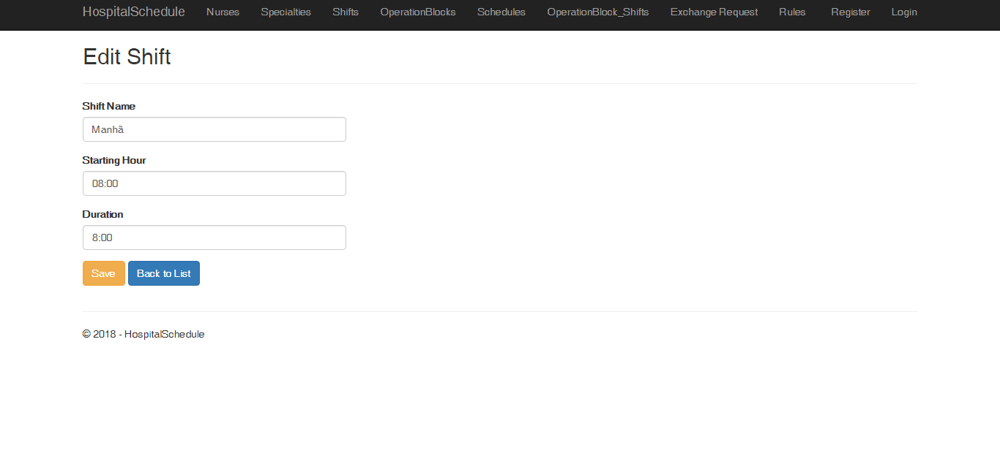 HospitalSchedule Nurses Specialties Shifts OperationBlocks Schedules OperationBlock_Shifts Exchange Request Rules Register Login
Edit Shift
Shift Name
Manhã
Starting Hour
08:00
Duration
8:00
Save Back to List
© 2018 - HospitalSchedule